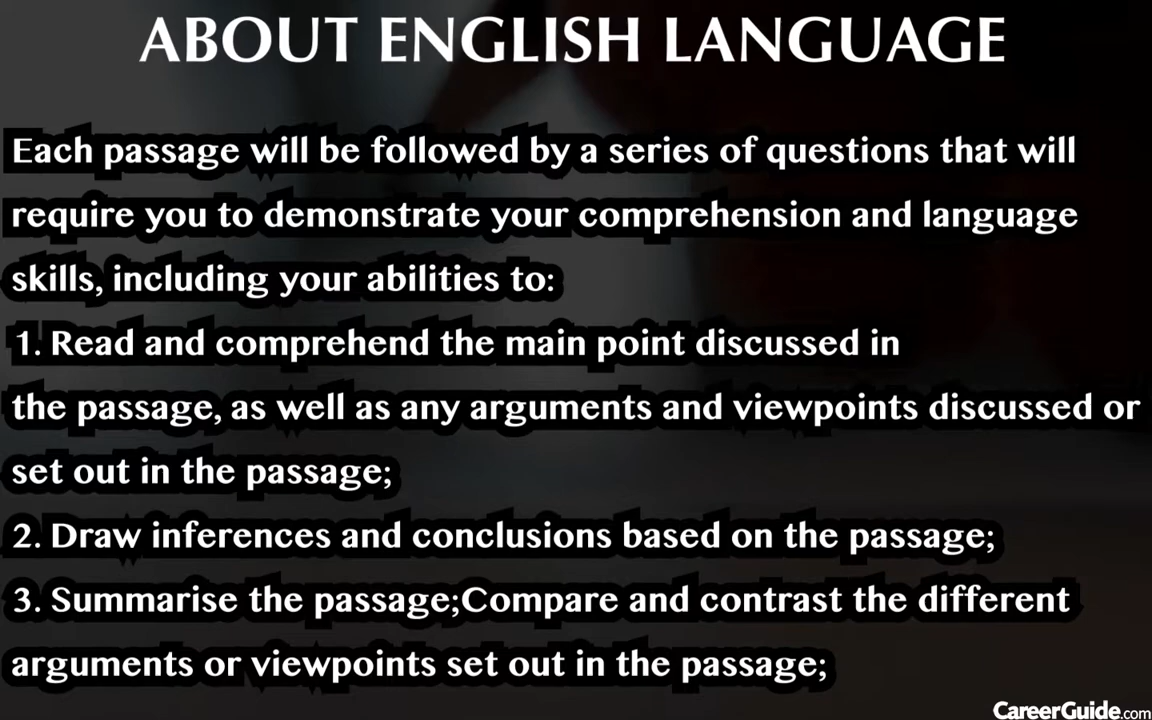 ABOUT ENGLISH LANGUAGE
Each passage will be followed by a series of questions that will
require you to demonstrate your comprehension and language
skills, including your abilities to:
1. Read and comprehend the main point discussed in
the passage, as well as any arguments and viewpoints discussed or
set out in the passage;
2. Draw inferences and conclusions based on the passage;
3. Summarise the passage;Compare and contrast the different
arguments or viewpoints set out in the passage;
CareerGuide.com